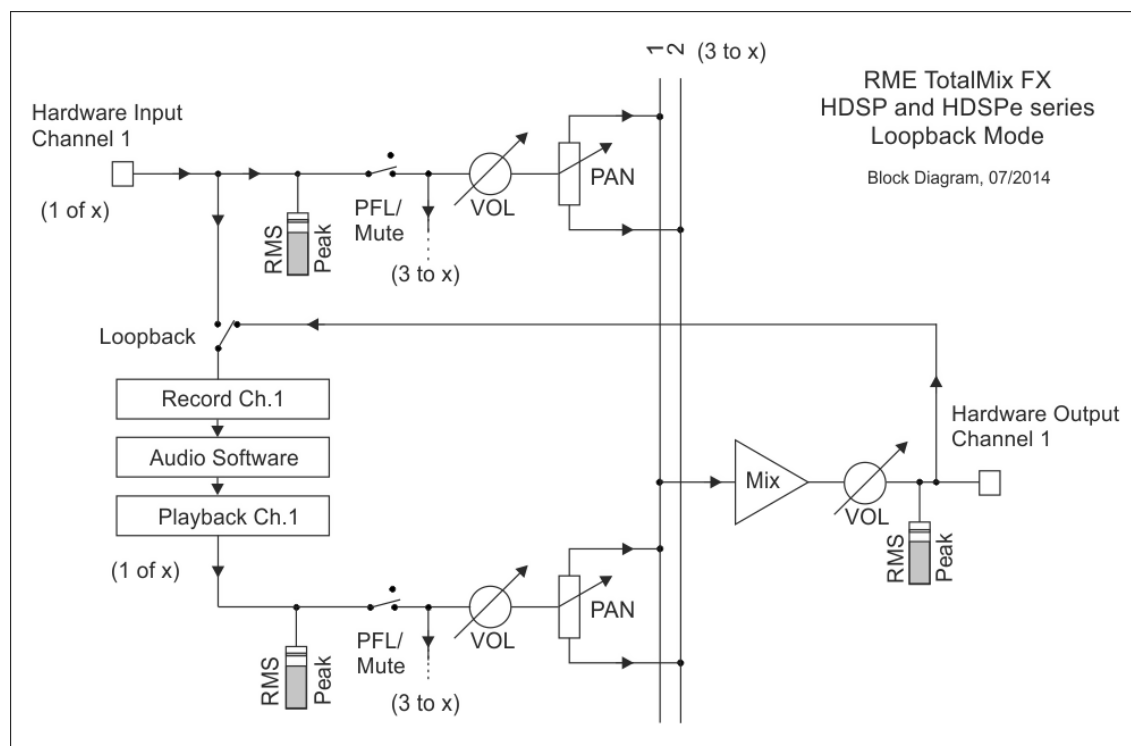 1
2
(3 to x)
RME TotalMix FX
HDSP and HDSPe series
Loopback Mode
Block Diagram, 07/2014
Hardware Input
Channel 1
(1 of x)
RMS
Peak
PFL/
Mute
(3 to x)
VOL
PAN
Loopback
Record Ch.1
Audio Software
Playback Ch.1
(1 of x)
Mix
VOL
Hardware Output
Channel 1
RMS
Peak
RMS
Peak
PFL/
Mute
(3 to x)
VOL
PAN